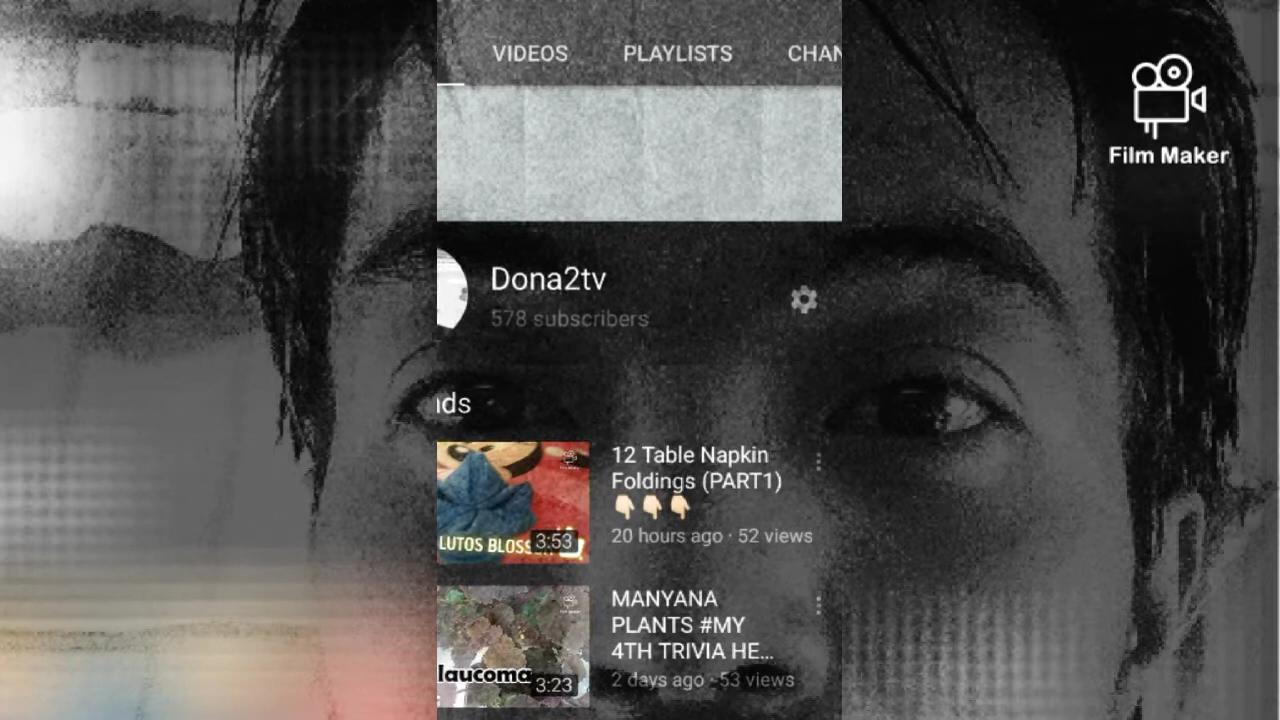 VIDEOS PLAYLISTS CHAN
Film Maker
Dona2tv
578 subscribers
ds
12 Table Napkin
Foldings (PART1)
👇🏻👇🏻👇🏻
20 hours ago · 52 views
LUTOS BLOSS
3:53
MANYANA
PLANTS #MY
4TH TRIVIA HE...
2 days ago · 53 views
laucoma
3:23